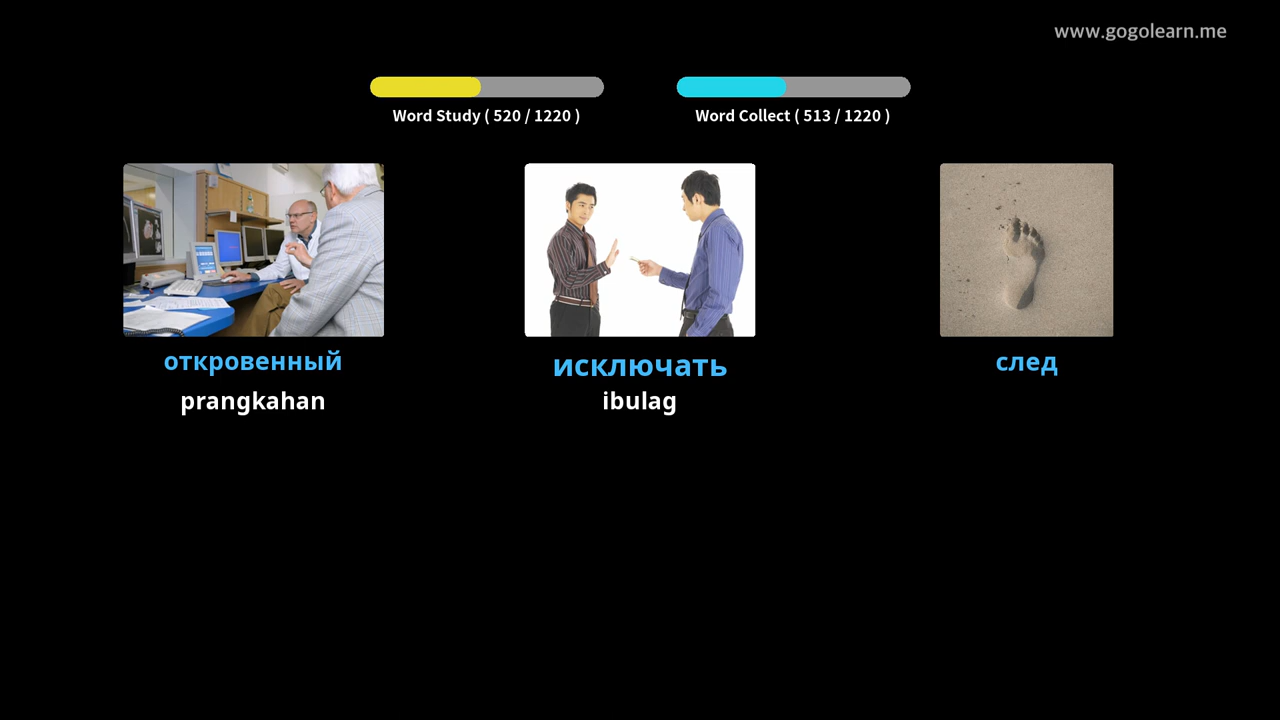 www.gogolearn.me
Word Study ( 520 / 1220 )
Word Collect ( 513 / 1220 )
откровенный
prangkahan
исключать
ibulag
след